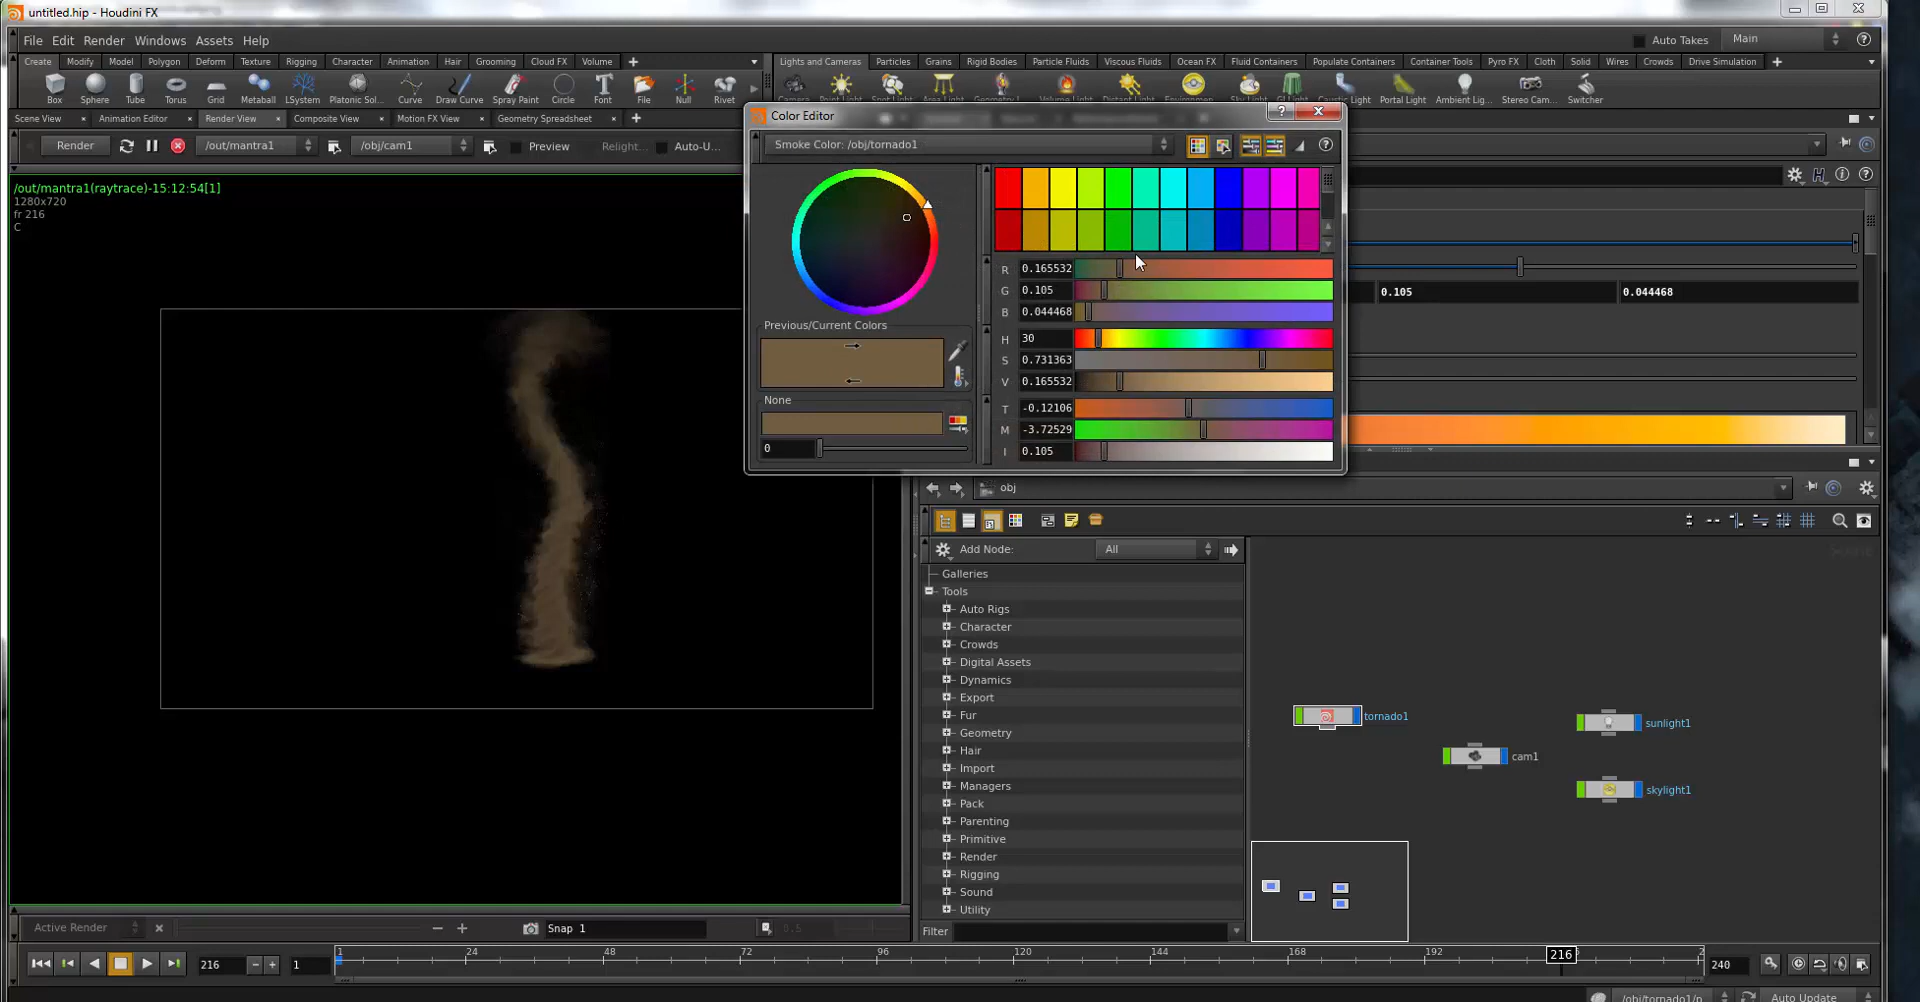 untitled.hip - Houdini FX
File Edit Render Windows Assets Help
Auto Takes Main
Create Modify Model Polygon Deform Texture Rigging Character Animation Hair Grooming Cloud FX Volume
Lights and Cameras Particles Grains Rigid Bodies Particle Fluids Viscous Fluids Ocean FX Fluid Containers Populate Containers Container Tools Pyro FX Cloth Solid Wires Crowds Drive Simulation
Box Sphere Tube Torus Grid Metaball LSystem Platonic Sol... Curve Draw Curve Spray Paint Circle Font File Null Rivet
Portal Light Ambient Lig... Stereo Cam... Switcher
Scene View Animation Editor Render View Composite View Motion FX View Geometry Spreadsheet
Color Editor
Render /out/mantra1 /obj/cam1 Preview Relight... Auto-U...
Smoke Color: /obj/tornado1
/out/mantra1(raytrace)-15:12:54[1]
1280x720
fr 216
C
R 0.165532
G 0.105
B 0.044468
0.105 0.044468
Previous/Current Colors
H 30
S 0.731363
V 0.165532
None
T -0.12106
M -3.72529
I 0.105
0
obj
Add Node: All
Galleries
Tools
Auto Rigs
Character
Crowds
Digital Assets
Dynamics
Export
Fur
Geometry
Hair
Import
Managers
Pack
Parenting
Primitive
Render
Rigging
Sound
Utility
Filter
tornado1
cam1
sunlight1
skylight1
Active Render Snap 1 0.5
216 1
1 24 48 72 96 120 144 168 192 216 2
240
/obj/tornado1/p Auto Update